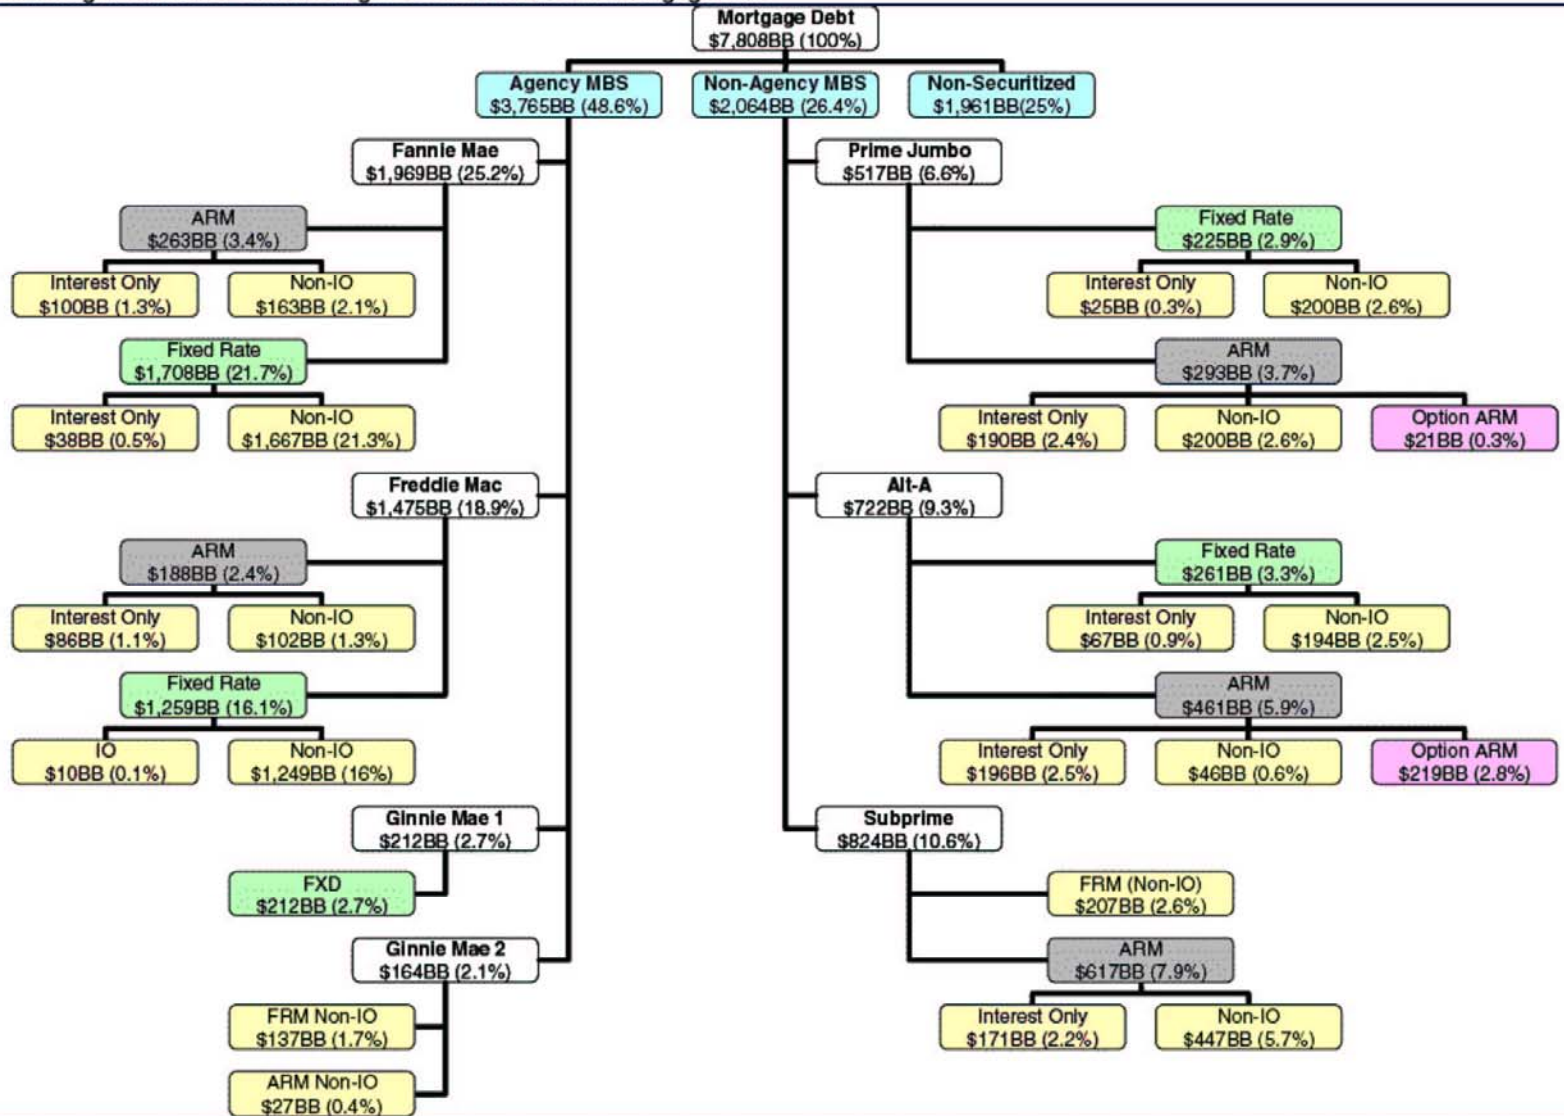 Mortgage Debt
$7,808BB (100%)
Agency MBS
$3,765BB (48.6%)
Non-Agency MBS
$2,064BB (26.4%)
Non-Securitized
$1,961BB(25%)
Fannie Mae
$1,969BB (25.2%)
ARM
$263BB (3.4%)
Interest Only
$100BB (1.3%)
Non-IO
$163BB (2.1%)
Fixed Rate
$1,708BB (21.7%)
Interest Only
$38BB (0.5%)
Non-IO
$1,667BB (21.3%)
Freddie Mac
$1,475BB (18.9%)
ARM
$188BB (2.4%)
Interest Only
$86BB (1.1%)
Non-IO
$102BB (1.3%)
Fixed Rate
$1,259BB (16.1%)
IO
$10BB (0.1%)
Non-IO
$1,249BB (16%)
Ginnie Mae 1
$212BB (2.7%)
FXD
$212BB (2.7%)
Ginnie Mae 2
$164BB (2.1%)
FRM Non-IO
$137BB (1.7%)
ARM Non-IO
$27BB (0.4%)
Prime Jumbo
$517BB (6.6%)
Fixed Rate
$225BB (2.9%)
Interest Only
$25BB (0.3%)
Non-IO
$200BB (2.6%)
ARM
$293BB (3.7%)
Interest Only
$190BB (2.4%)
Non-IO
$200BB (2.6%)
Option ARM
$21BB (0.3%)
Alt-A
$722BB (9.3%)
Fixed Rate
$261BB (3.3%)
Interest Only
$67BB (0.9%)
Non-IO
$194BB (2.5%)
ARM
$461BB (5.9%)
Interest Only
$196BB (2.5%)
Non-IO
$46BB (0.6%)
Option ARM
$219BB (2.8%)
Subprime
$824BB (10.6%)
FRM (Non-IO)
$207BB (2.6%)
ARM
$617BB (7.9%)
Interest Only
$171BB (2.2%)
Non-IO
$447BB (5.7%)